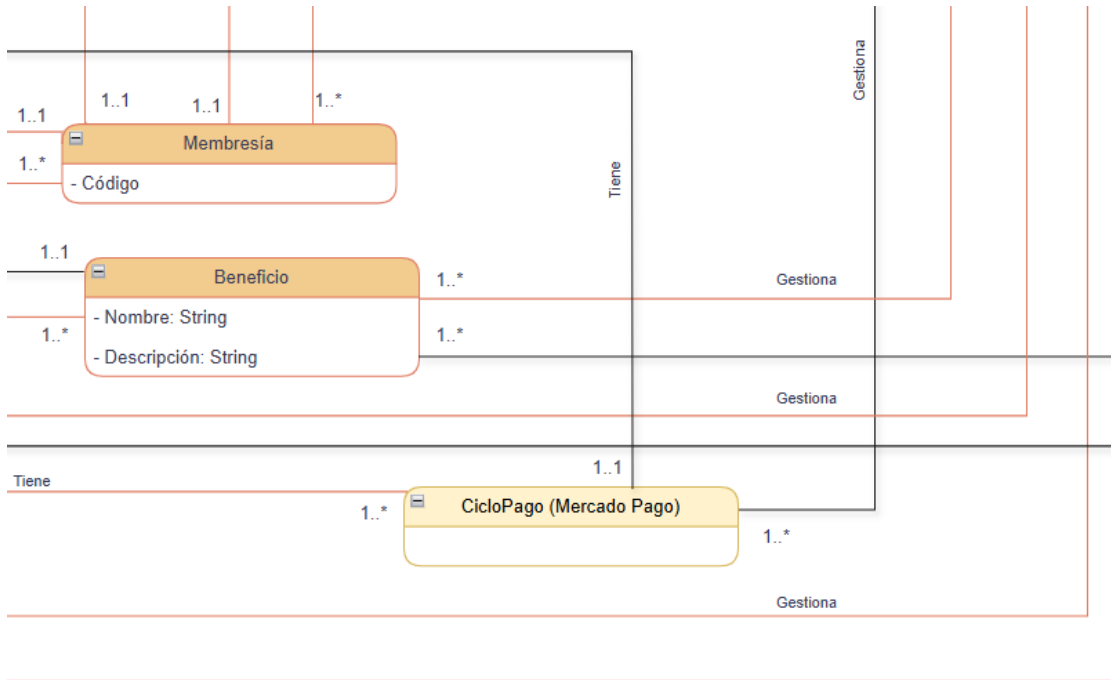 Gestiona
1..1
1..1
1..1
1..*
1..*
Membresía
- Código
Tiene
1..1
Beneficio
1..*
Gestiona
- Nombre: String
1..*
1..*
- Descripción: String
Gestiona
1..1
Tiene
1..*
CicloPago (Mercado Pago)
1..*
Gestiona